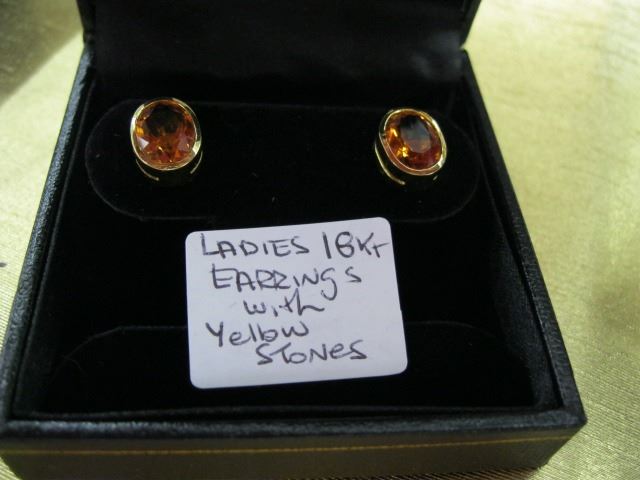 LADIES 18KT
EARRINGS
with
Yellow
STONES